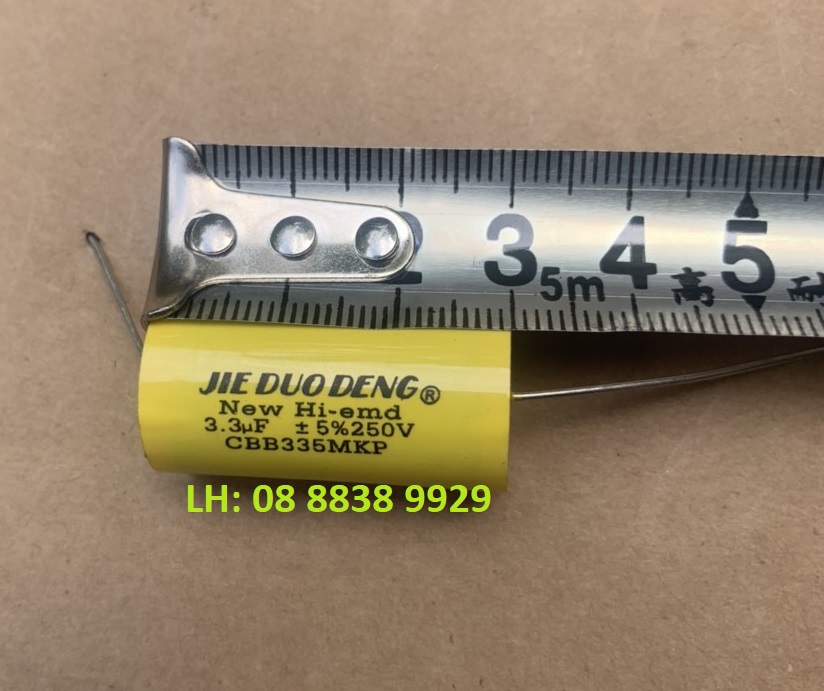 2 3 4 5
5m 高 耐
JIE DUO DENG®
New Hi-emd
3.3µF ±5%250V
CBB335MKP
LH: 08 8838 9929